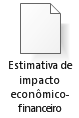 Estimativa de
impacto
econômico-
financeiro